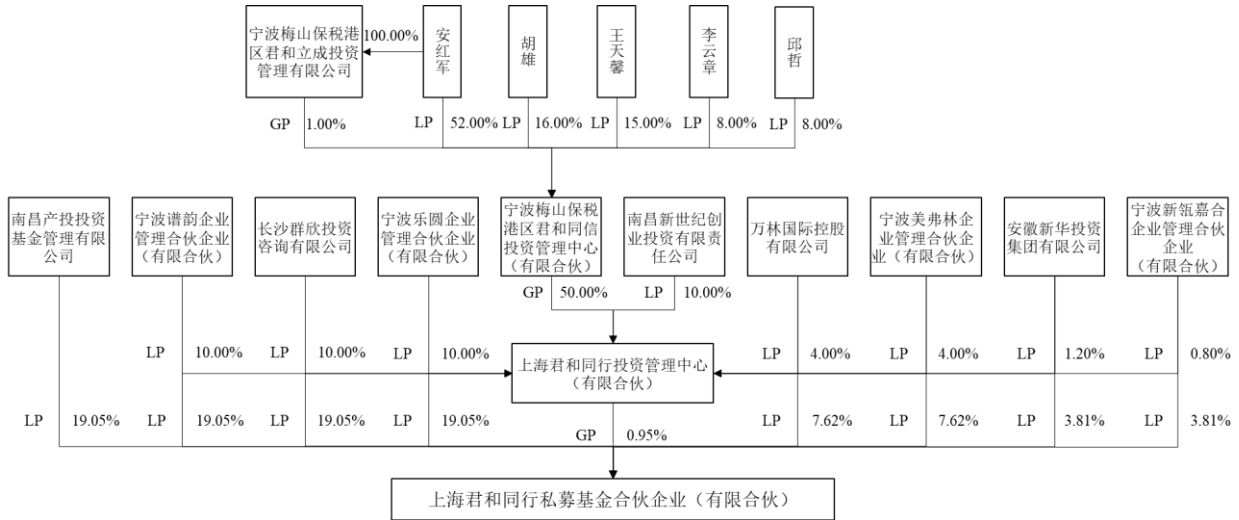 宁波梅山保税港
区君和立成投资
管理有限公司
100.00%
安红军
胡雄
王天馨
李云章
邱哲
GP 1.00%
LP 52.00%
LP 16.00%
LP 15.00%
LP 8.00%
LP 8.00%
南昌产投投资
基金管理有限
公司
宁波谱韵企业
管理合伙企业
（有限合伙）
长沙群欣投资
咨询有限公司
宁波乐圆企业
管理合伙企业
（有限合伙）
宁波梅山保税
港区君和同信
投资管理中心
（有限合伙）
南昌新世纪创
业投资有限责
任公司
万林国际控股
有限公司
宁波美弗林企
业管理合伙企
业（有限合伙）
安徽新华投资
集团有限公司
宁波新瓴嘉合
企业管理合伙
企业
（有限合伙）
GP 50.00%
LP 10.00%
LP 10.00%
LP 10.00%
LP 10.00%
上海君和同行投资管理中心
（有限合伙）
LP 4.00%
LP 4.00%
LP 1.20%
LP 0.80%
LP 19.05%
LP 19.05%
LP 19.05%
LP 19.05%
GP 0.95%
LP 7.62%
LP 7.62%
LP 3.81%
LP 3.81%
上海君和同行私募基金合伙企业（有限合伙）